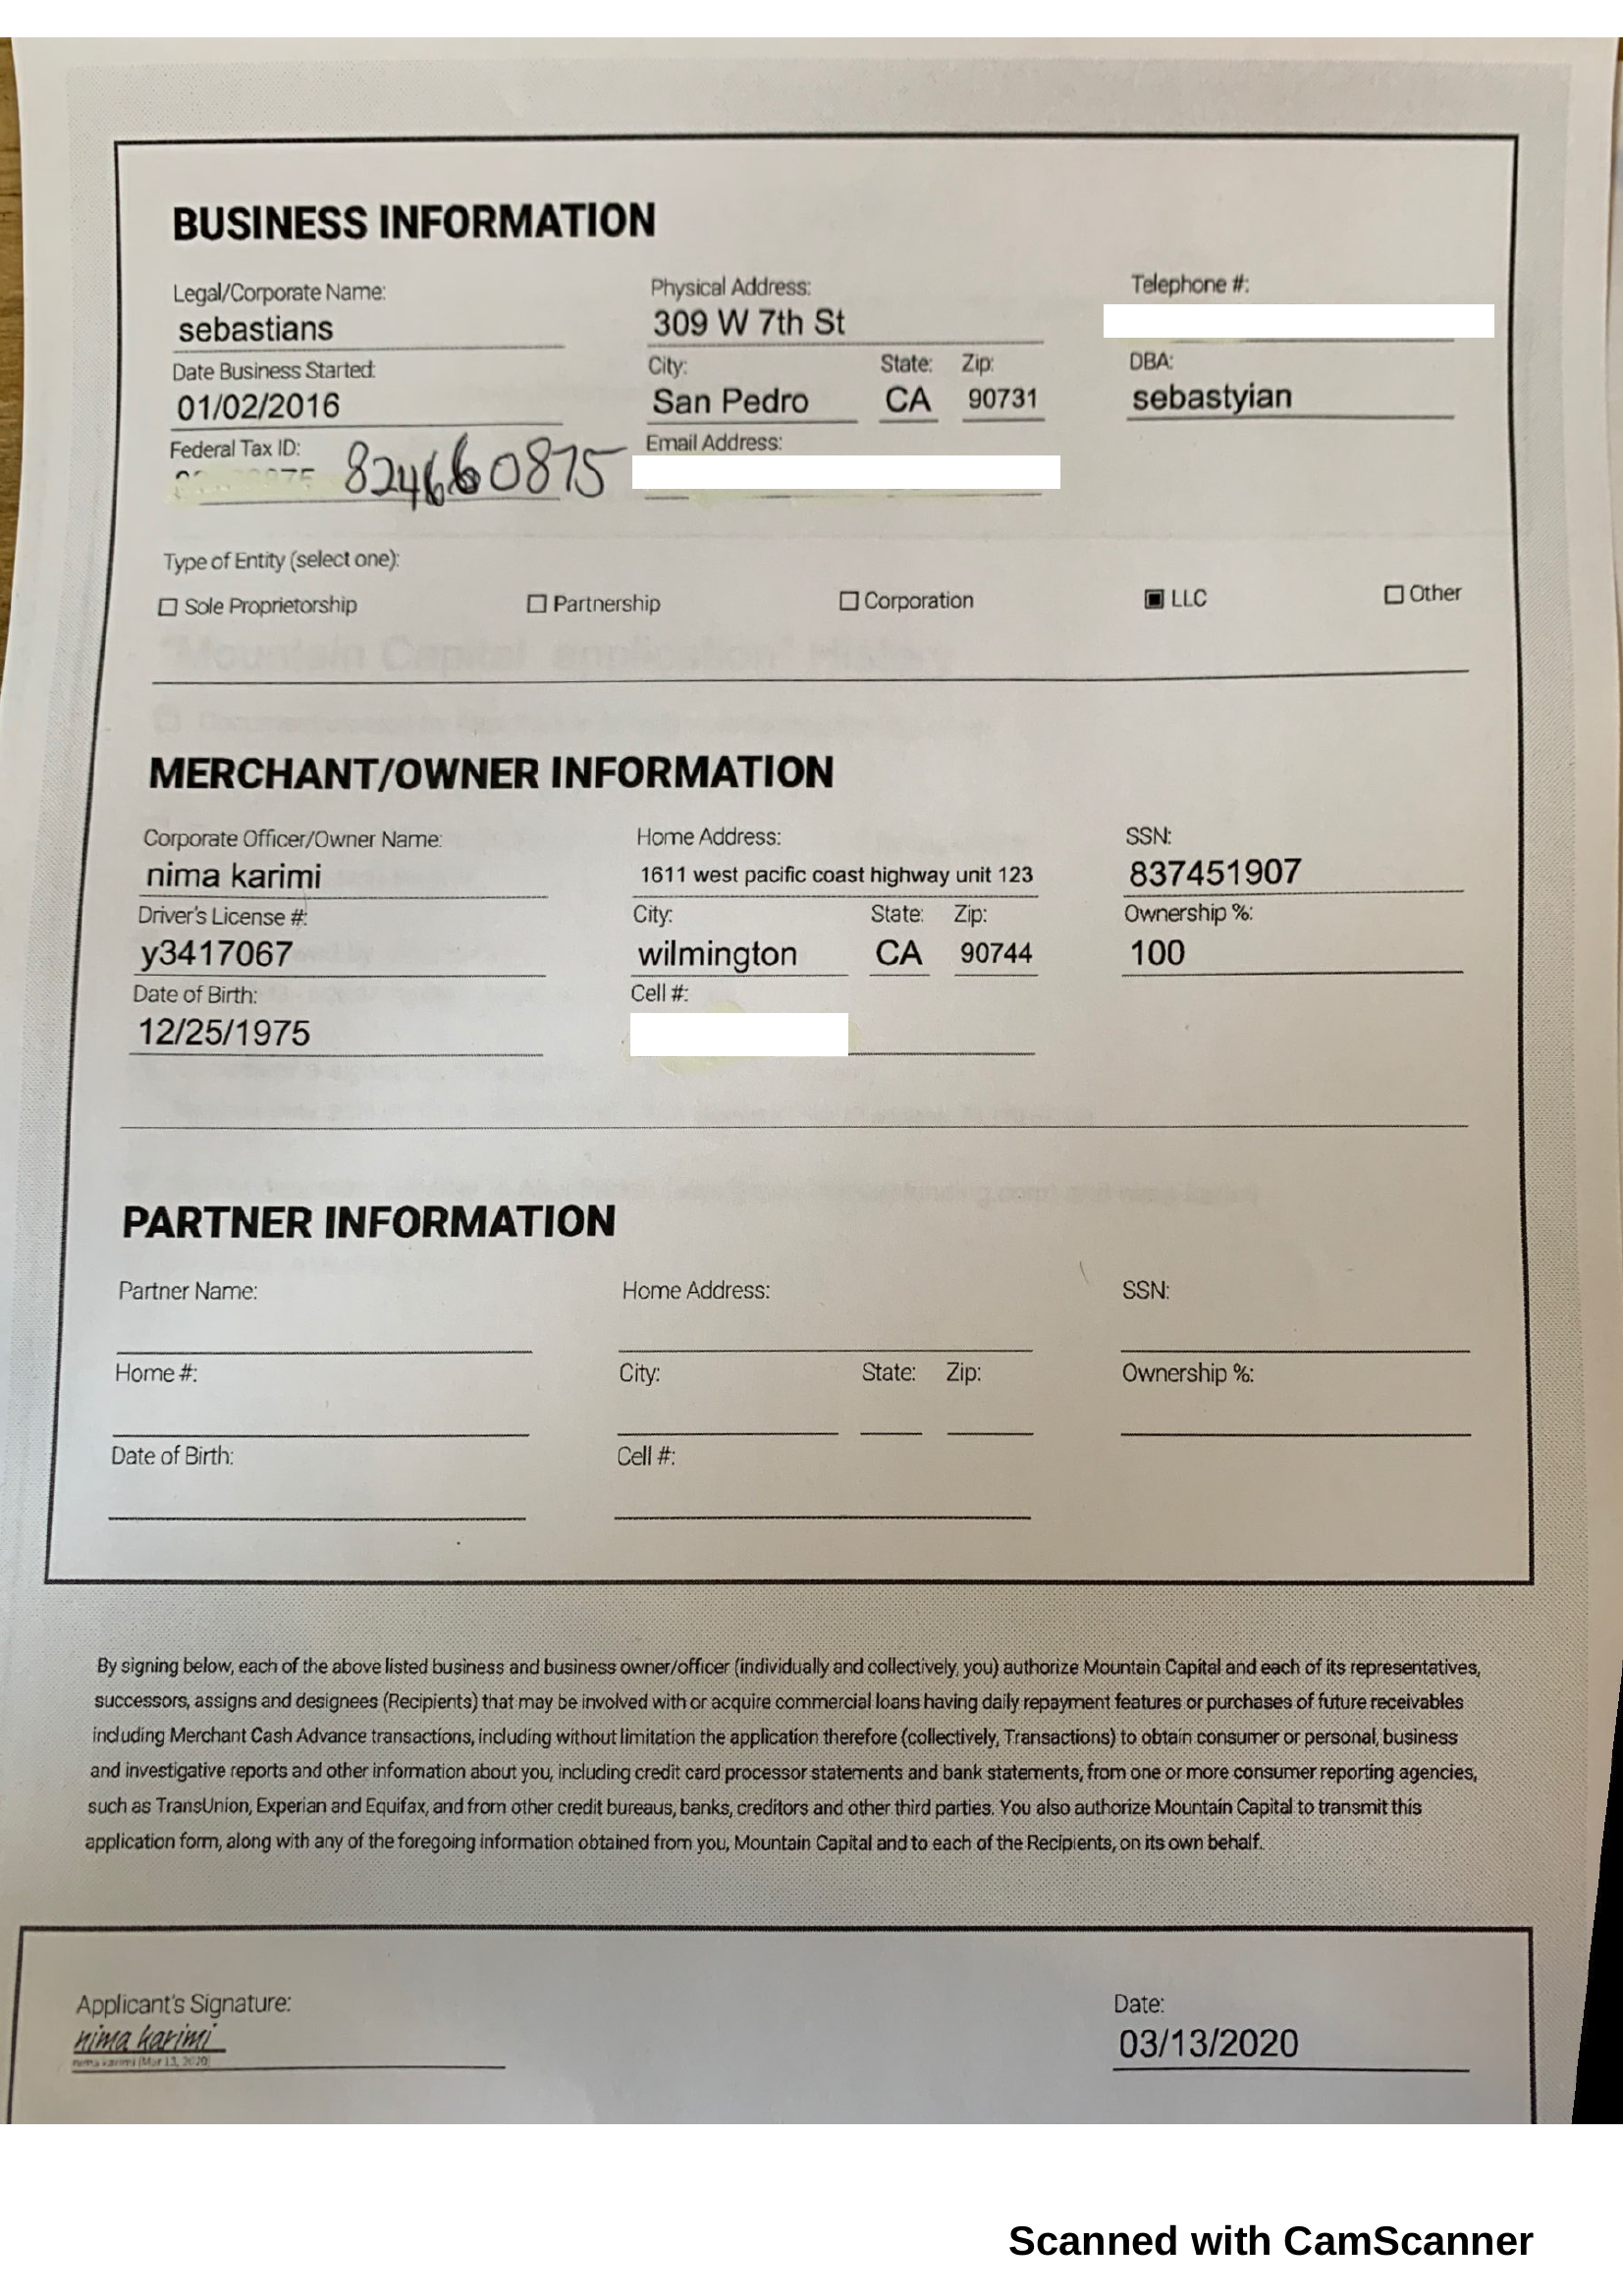 BUSINESS INFORMATION
Legal/Corporate Name: Physical Address: Telephone #:
sebastians 309 W 7th St
Date Business Started: City: State: Zip: DBA:
01/02/2016 San Pedro CA 90731 sebastyian
Federal Tax ID: Email Address:
824660875
Type of Entity (select one):
Sole Proprietorship Partnership Corporation LLC Other
MERCHANT/OWNER INFORMATION
Corporate Officer/Owner Name: Home Address: SSN:
nima karimi 1611 west pacific coast highway unit 123 837451907
Driver's License #: City: State: Zip: Ownership %:
y3417067 wilmington CA 90744 100
Date of Birth: Cell #:
12/25/1975
PARTNER INFORMATION
Partner Name: Home Address: SSN:
Home #: City: State: Zip: Ownership %:
Date of Birth: Cell #:
By signing below, each of the above listed business and business owner/officer (individually and collectively, you) authorize Mountain Capital and each of its representatives,
successors, assigns and designees (Recipients) that may be involved with or acquire commercial loans having daily repayment features or purchases of future receivables
including Merchant Cash Advance transactions, including without limitation the application therefore (collectively, Transactions) to obtain consumer or personal, business
and investigative reports and other information about you, including credit card processor statements and bank statements, from one or more consumer reporting agencies,
such as TransUnion, Experian and Equifax, and from other credit bureaus, banks, creditors and other third parties. You also authorize Mountain Capital to transmit this
application form, along with any of the foregoing information obtained from you, Mountain Capital and to each of the Recipients, on its own behalf.
Applicant's Signature: Date:
nima karimi 03/13/2020
nima karimi (Mar 13, 2020)
Scanned with CamScanner